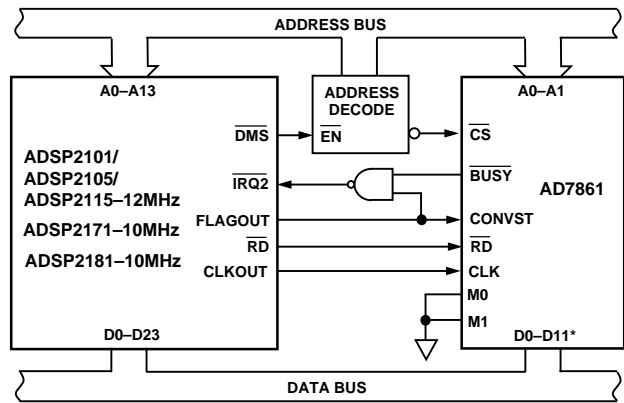 ADDRESS BUS
A0–A13
ADDRESS
DECODE
A0–A1
DMS
EN
CS
ADSP2101/
ADSP2105/
ADSP2115–12MHz
ADSP2171–10MHz
ADSP2181–10MHz
IRQ2
BUSY
AD7861
FLAGOUT
CONVST
RD
RD
CLKOUT
CLK
M0
M1
D0–D23
D0–D11*
DATA BUS